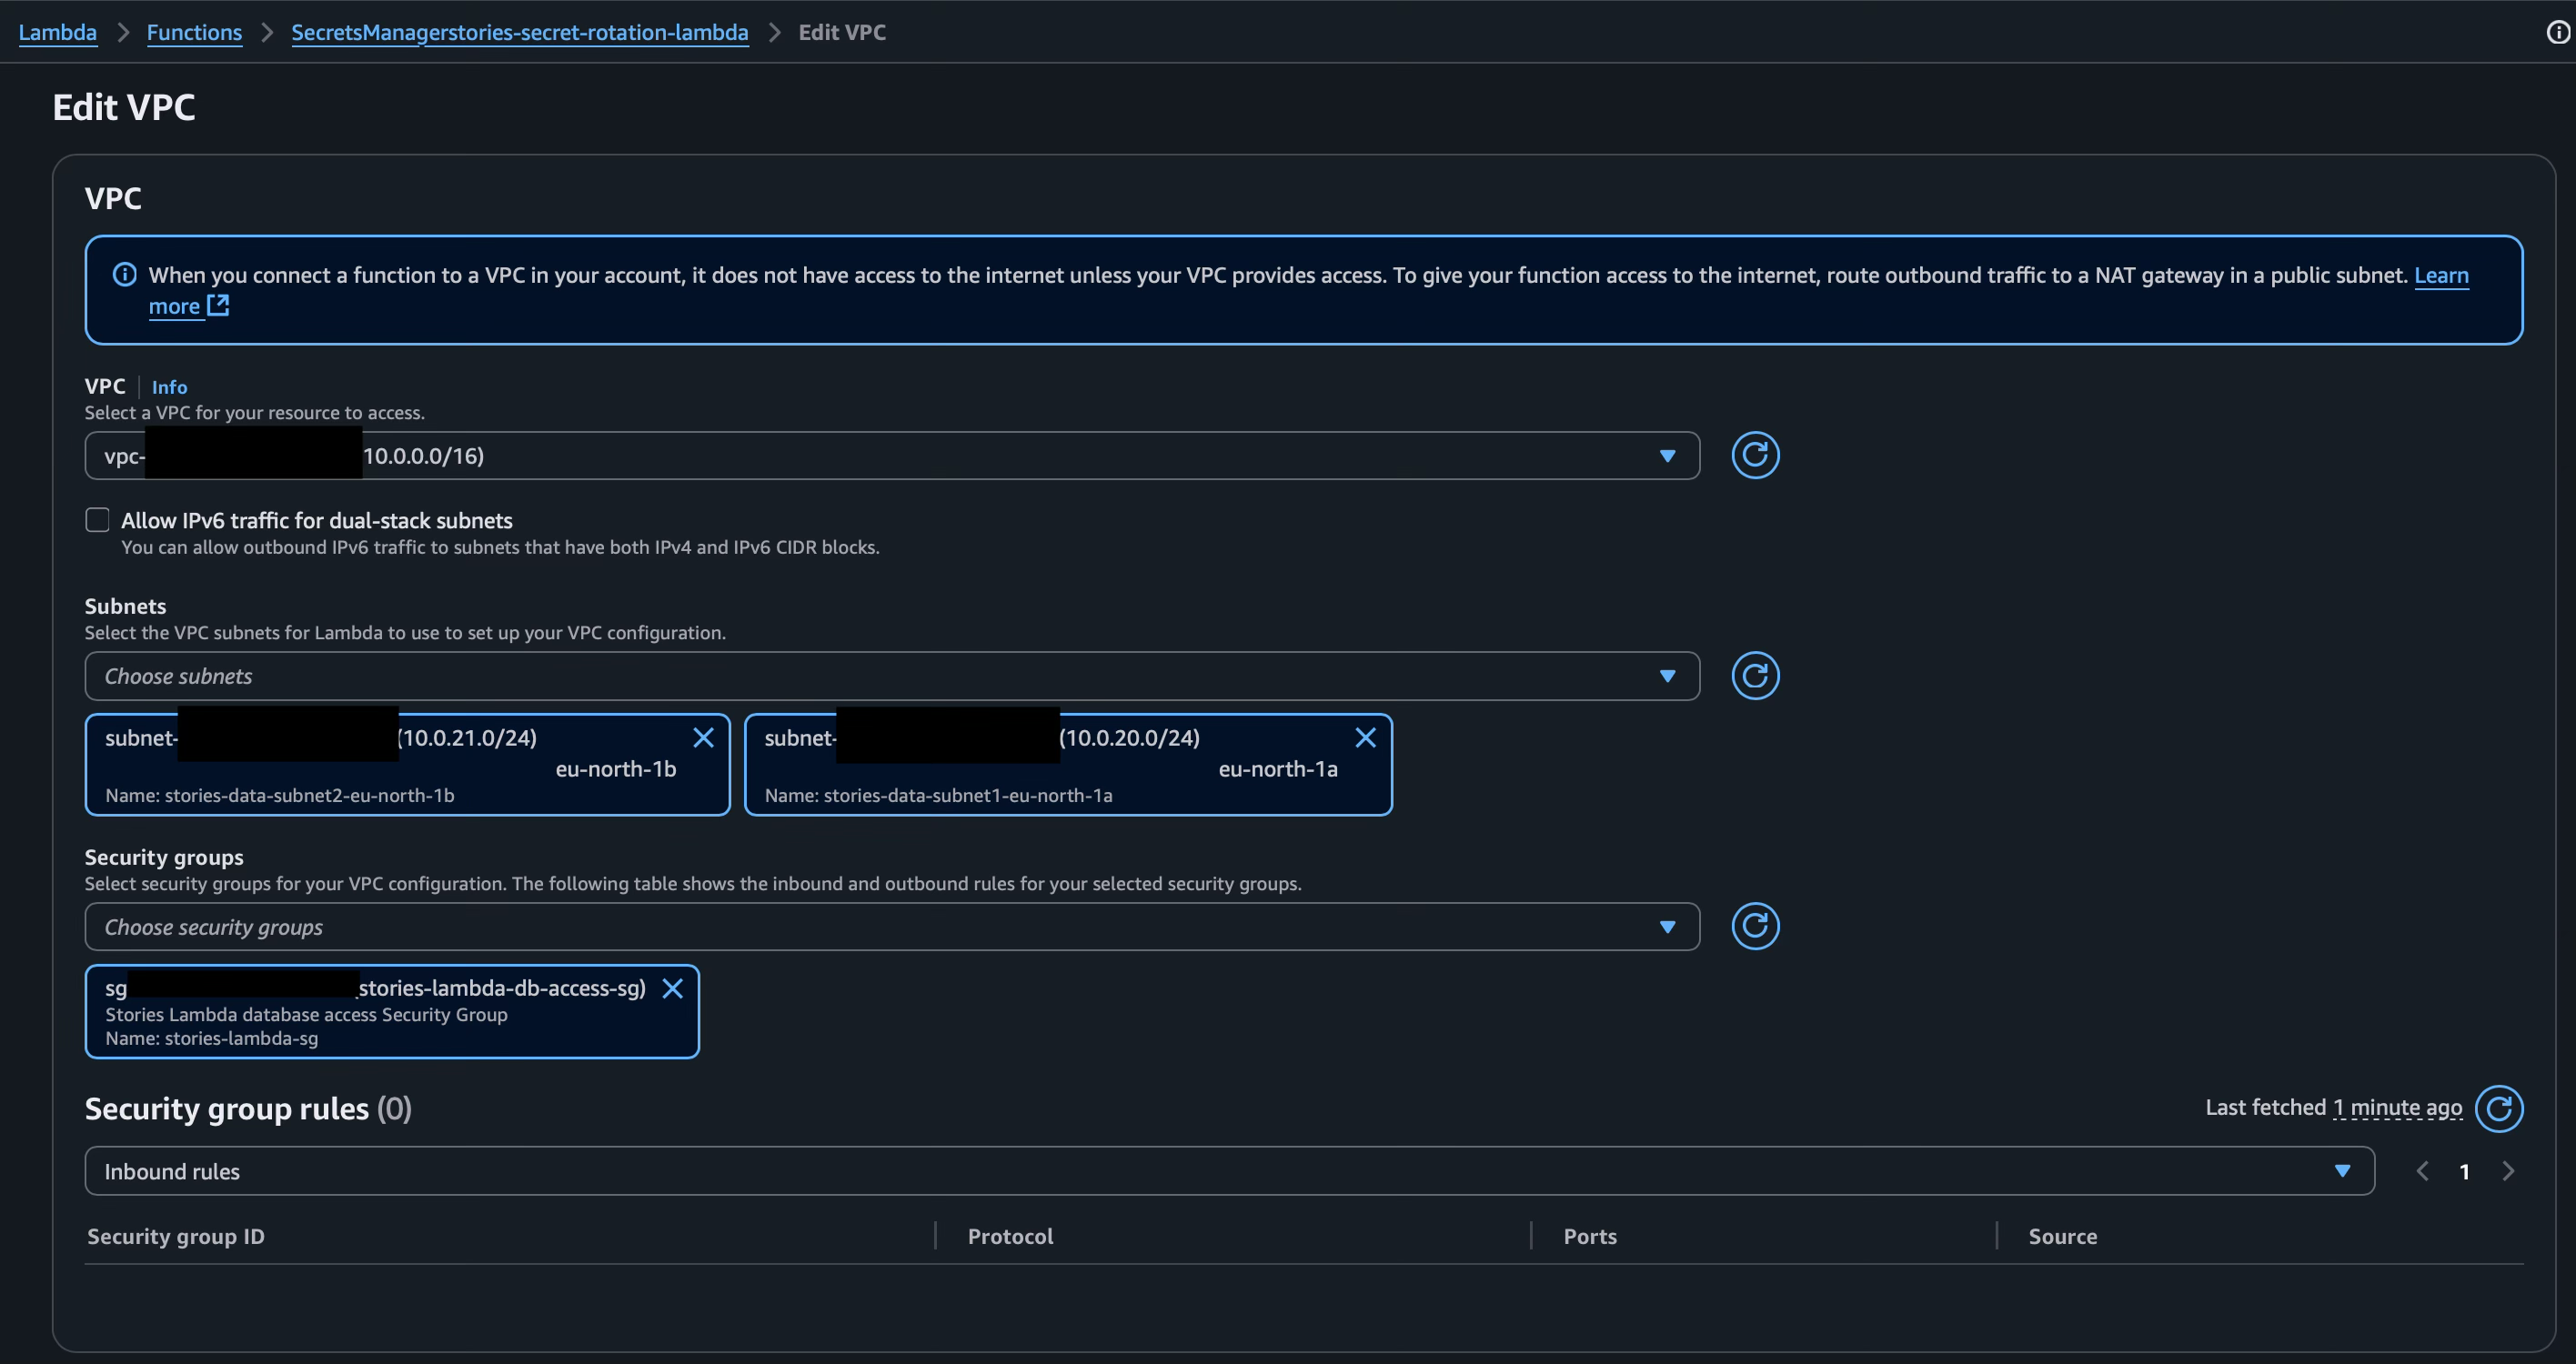 Lambda > Functions > SecretsManagerstories-secret-rotation-lambda > Edit VPC
Edit VPC
VPC
When you connect a function to a VPC in your account, it does not have access to the internet unless your VPC provides access. To give your function access to the internet, route outbound traffic to a NAT gateway in a public subnet. Learn
more
VPC | Info
Select a VPC for your resource to access.
vpc- 10.0.0.0/16)
Allow IPv6 traffic for dual-stack subnets
You can allow outbound IPv6 traffic to subnets that have both IPv4 and IPv6 CIDR blocks.
Subnets
Select the VPC subnets for Lambda to use to set up your VPC configuration.
Choose subnets
subnet- (10.0.21.0/24)
eu-north-1b
Name: stories-data-subnet2-eu-north-1b
subnet- (10.0.20.0/24)
eu-north-1a
Name: stories-data-subnet1-eu-north-1a
Security groups
Select security groups for your VPC configuration. The following table shows the inbound and outbound rules for your selected security groups.
Choose security groups
sg stories-lambda-db-access-sg)
Stories Lambda database access Security Group
Name: stories-lambda-sg
Security group rules (0)
Last fetched 1 minute ago
Inbound rules
1
Security group ID Protocol Ports Source